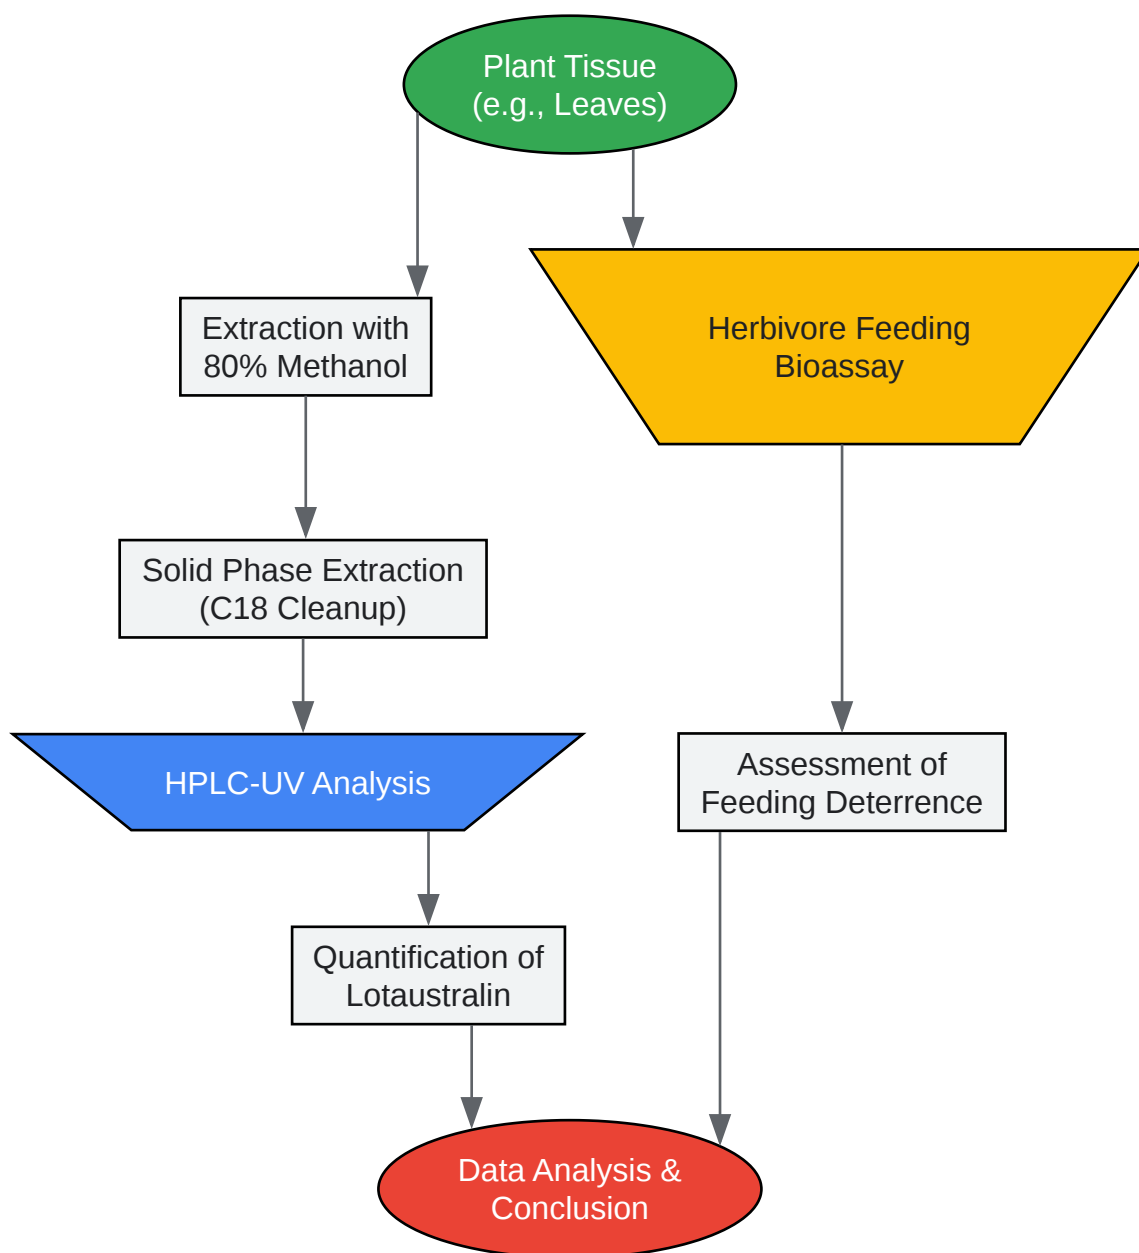 Plant Tissue
(e.g., Leaves)
Extraction with
80% Methanol
Herbivore Feeding
Bioassay
Solid Phase Extraction
(C18 Cleanup)
HPLC-UV Analysis
Assessment of
Feeding Deterrence
Quantification of
Lotaustralin
Data Analysis &
Conclusion